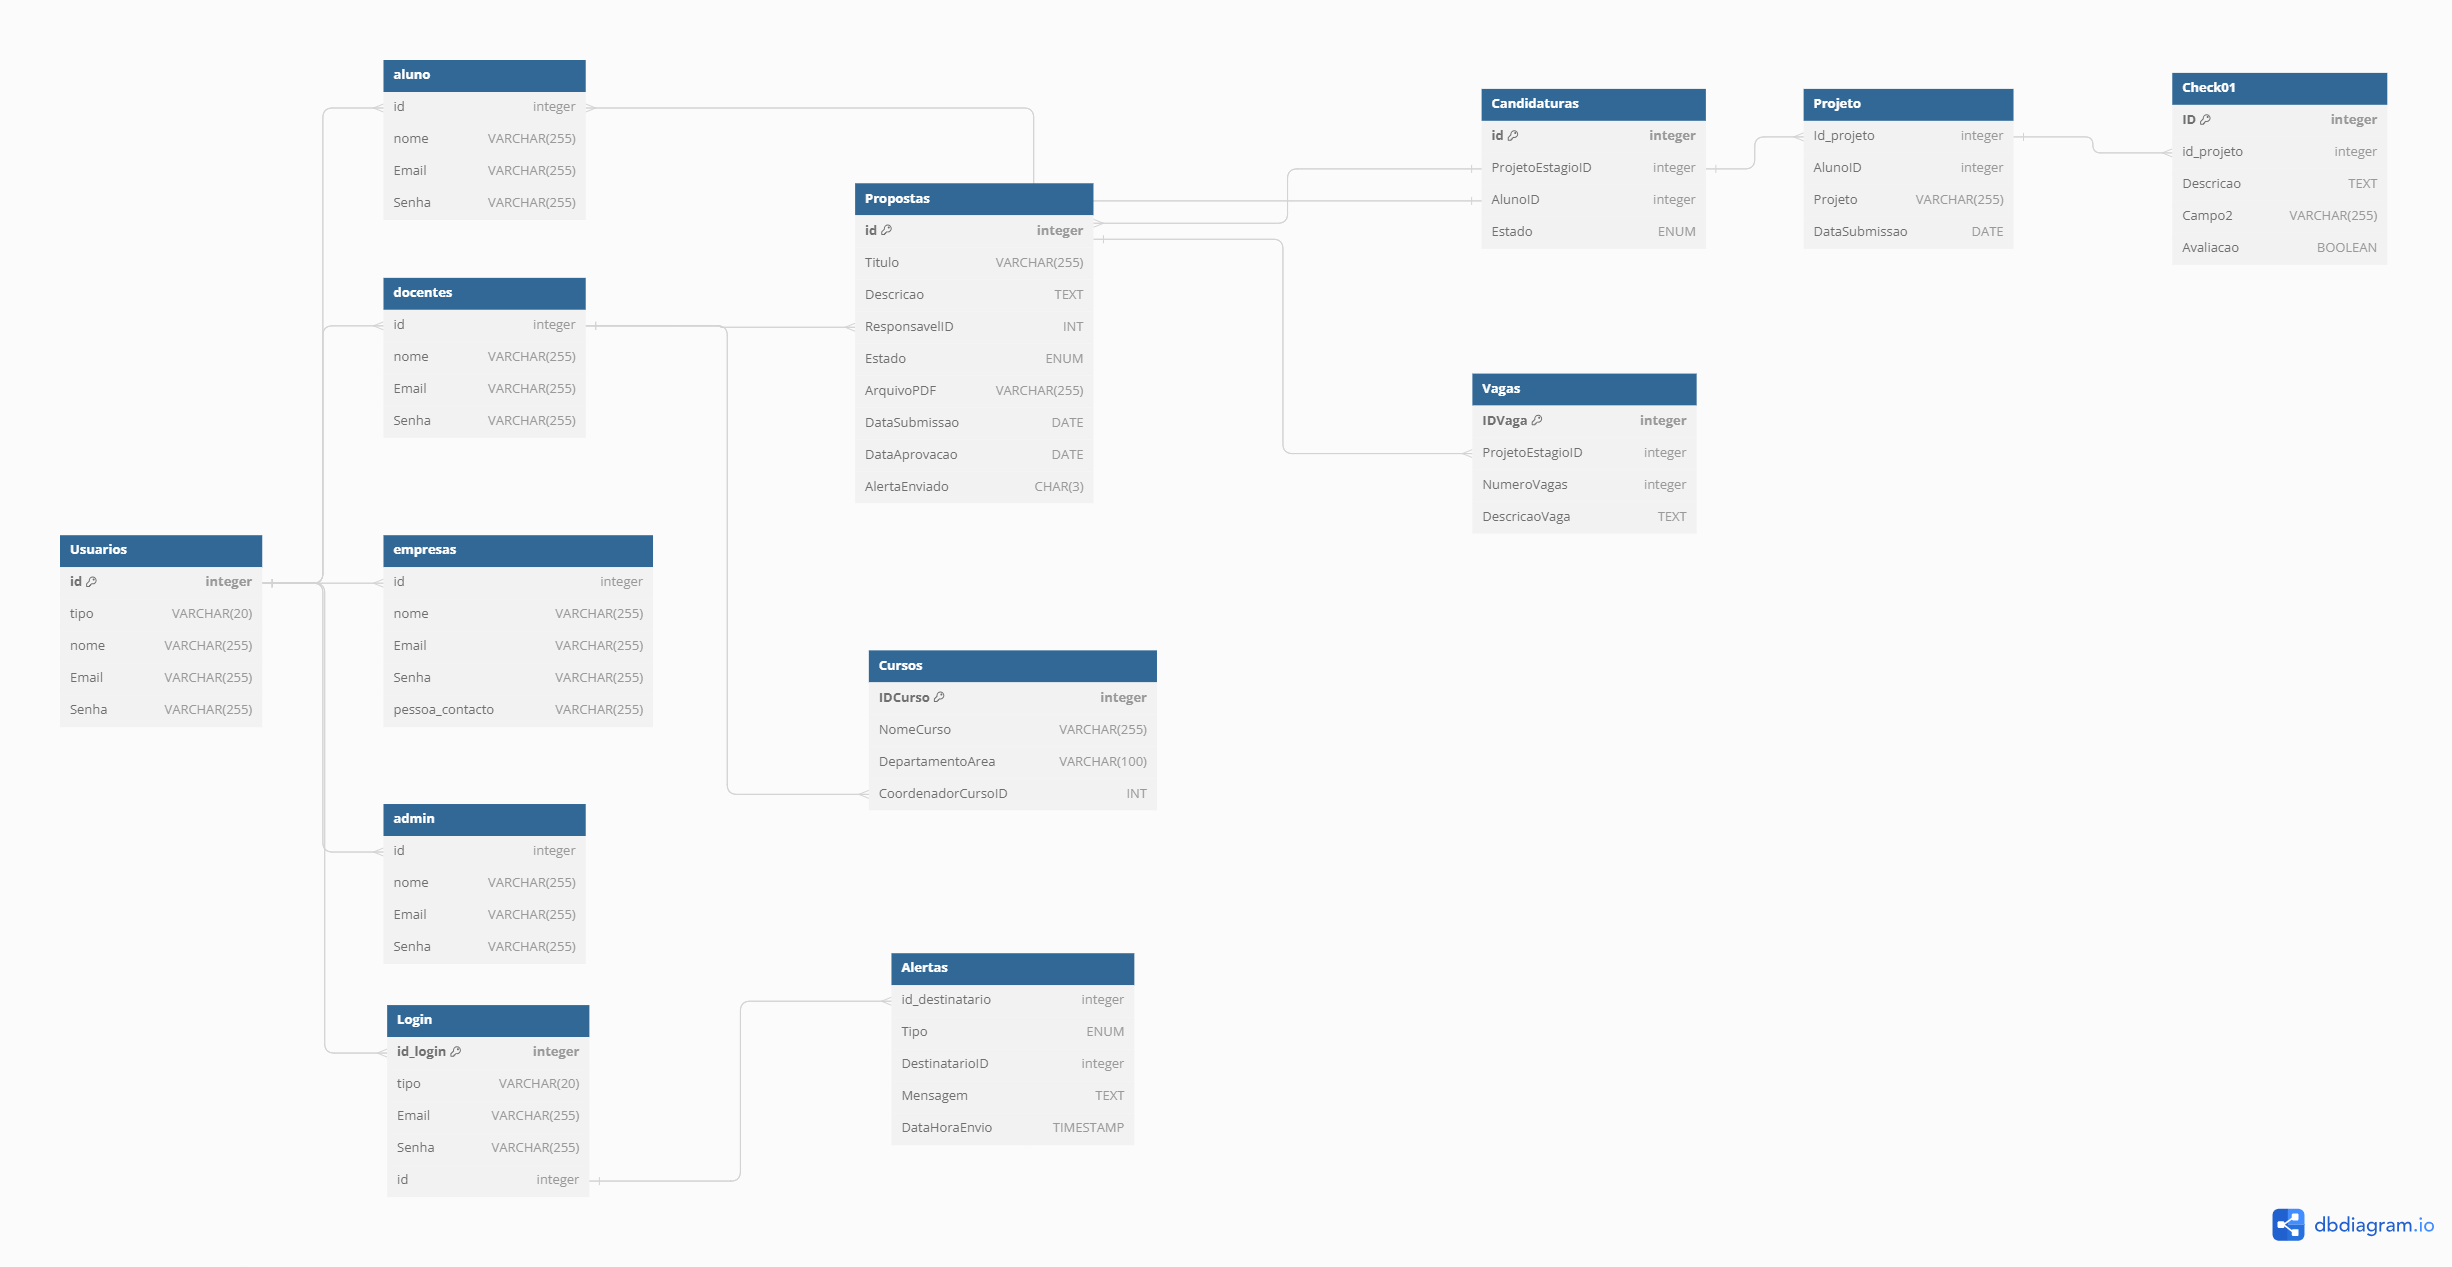 aluno
id integer
nome VARCHAR(255)
Email VARCHAR(255)
Senha VARCHAR(255)
docentes
id integer
nome VARCHAR(255)
Email VARCHAR(255)
Senha VARCHAR(255)
Usuarios
id integer
tipo VARCHAR(20)
nome VARCHAR(255)
Email VARCHAR(255)
Senha VARCHAR(255)
empresas
id integer
nome VARCHAR(255)
Email VARCHAR(255)
Senha VARCHAR(255)
pessoa_contacto VARCHAR(255)
admin
id integer
nome VARCHAR(255)
Email VARCHAR(255)
Senha VARCHAR(255)
Login
id_login integer
tipo VARCHAR(20)
Email VARCHAR(255)
Senha VARCHAR(255)
id integer
Propostas
id integer
Titulo VARCHAR(255)
Descricao TEXT
ResponsavelID INT
Estado ENUM
ArquivoPDF VARCHAR(255)
DataSubmissao DATE
DataAprovacao DATE
AlertaEnviado CHAR(3)
Cursos
IDCurso integer
NomeCurso VARCHAR(255)
DepartamentoArea VARCHAR(100)
CoordenadorCursoID INT
Alertas
id_destinatario integer
Tipo ENUM
DestinatarioID integer
Mensagem TEXT
DataHoraEnvio TIMESTAMP
Candidaturas
id integer
ProjetoEstagioID integer
AlunoID integer
Estado ENUM
Vagas
IDVaga integer
ProjetoEstagioID integer
NumeroVagas integer
DescricaoVaga TEXT
Projeto
Id_projeto integer
AlunoID integer
Projeto VARCHAR(255)
DataSubmissao DATE
Check01
ID integer
id_projeto integer
Descricao TEXT
Campo2 VARCHAR(255)
Avaliacao BOOLEAN
dbdiagram.io